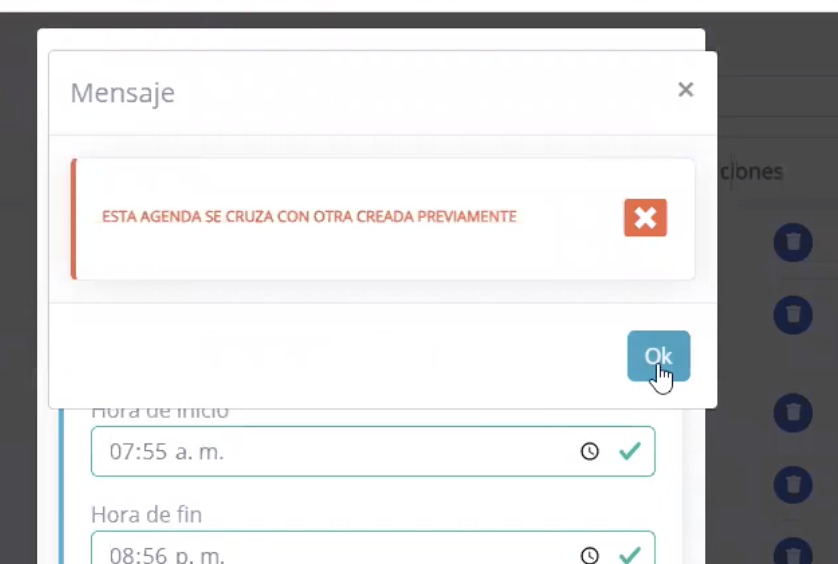 Mensaje
×
ciones
ESTA AGENDA SE CRUZA CON OTRA CREADA PREVIAMENTE
Ok
Hora de inicio
07:55 a. m.
Hora de fin
08:56 p. m.